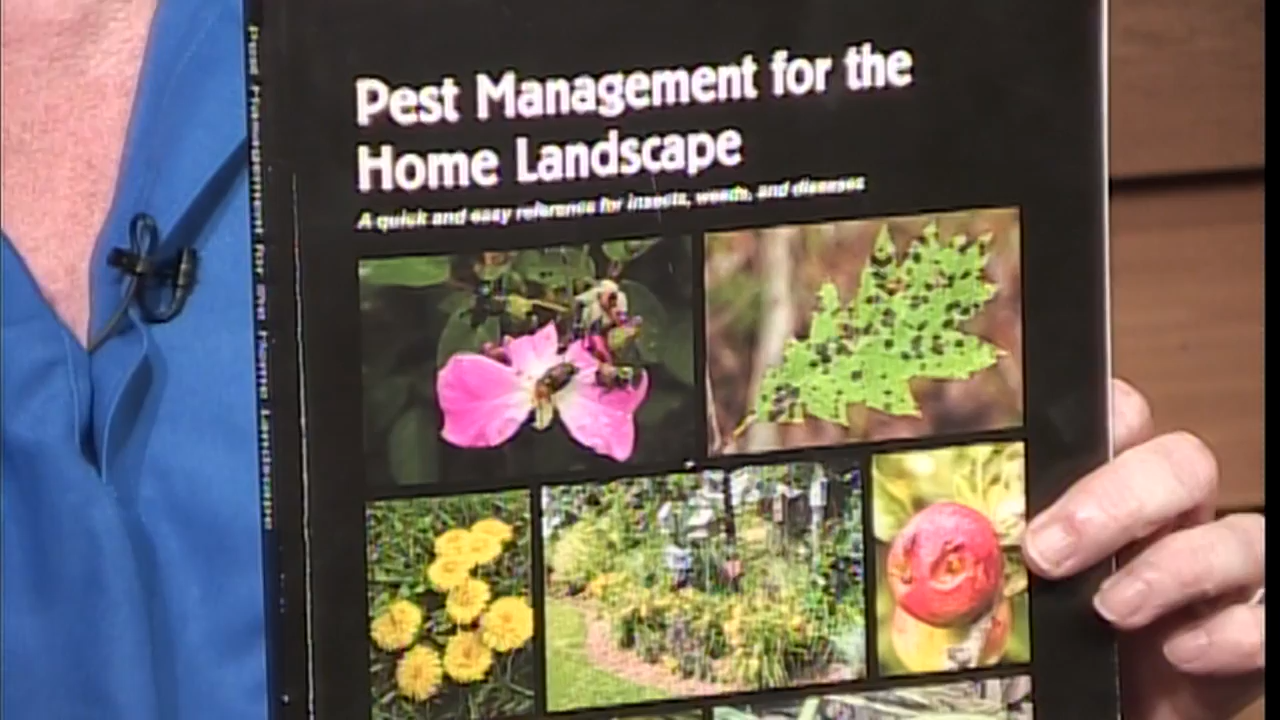 Pest Management for the
Home Landscape
A quick and easy reference for insects, weeds, and diseases
Pest Management for the Home Landscape